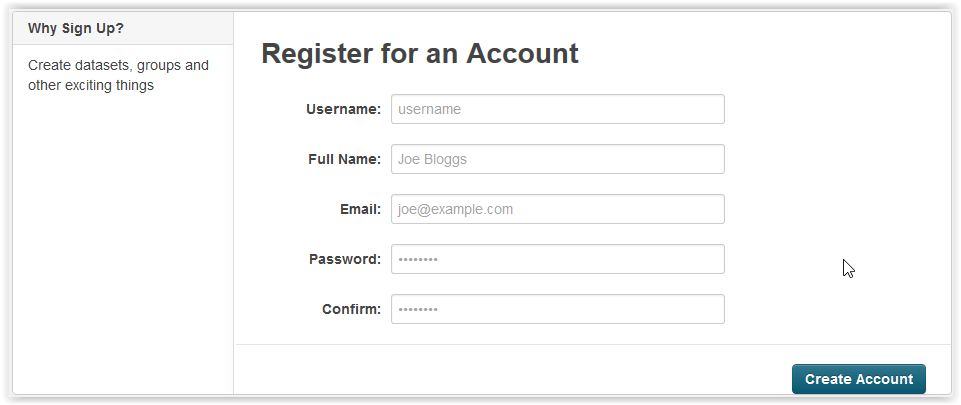 Why Sign Up?
Create datasets, groups and
other exciting things
Register for an Account
Username: username
Full Name: Joe Bloggs
Email: joe@example.com
Password: ••••••••
Confirm: ••••••••
Create Account